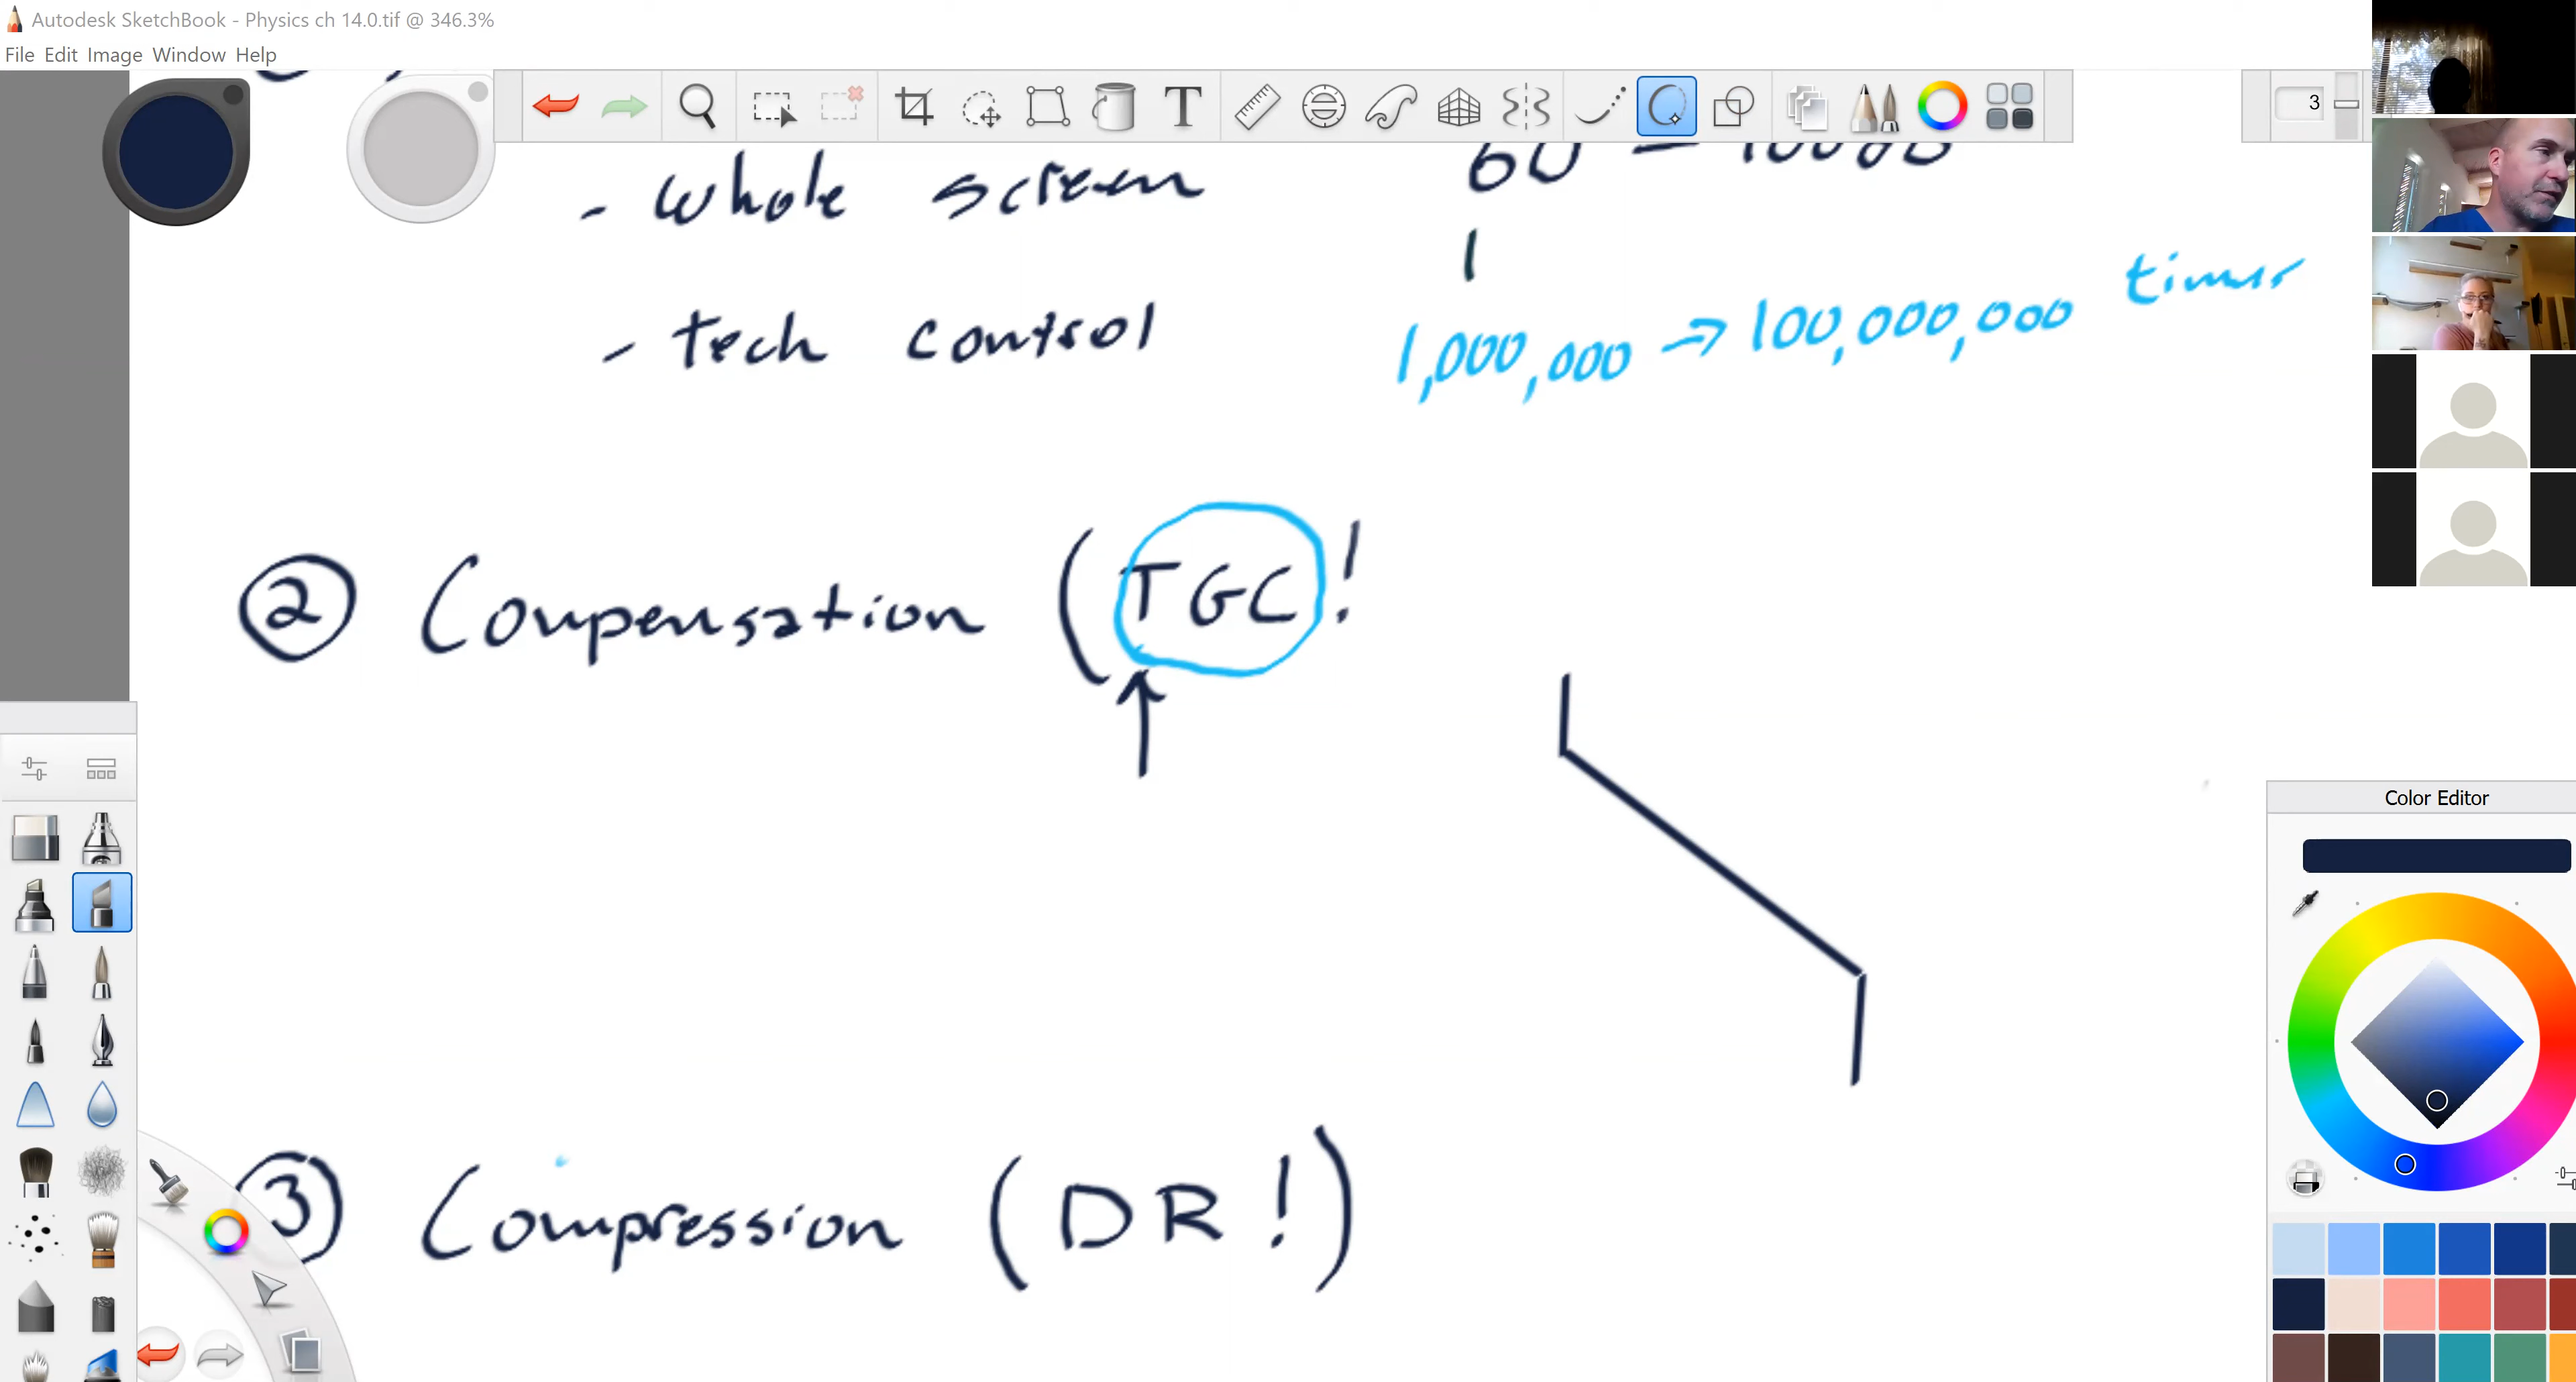 Autodesk SketchBook - Physics ch 14.0.tif @ 346.3%
File Edit Image Window Help
3
60 - 10000
- whole screen
- tech control
1,000,000 → 100,000,000 times
② Compensation (TGC!
↑
Color Editor
③ Compression (DR!)